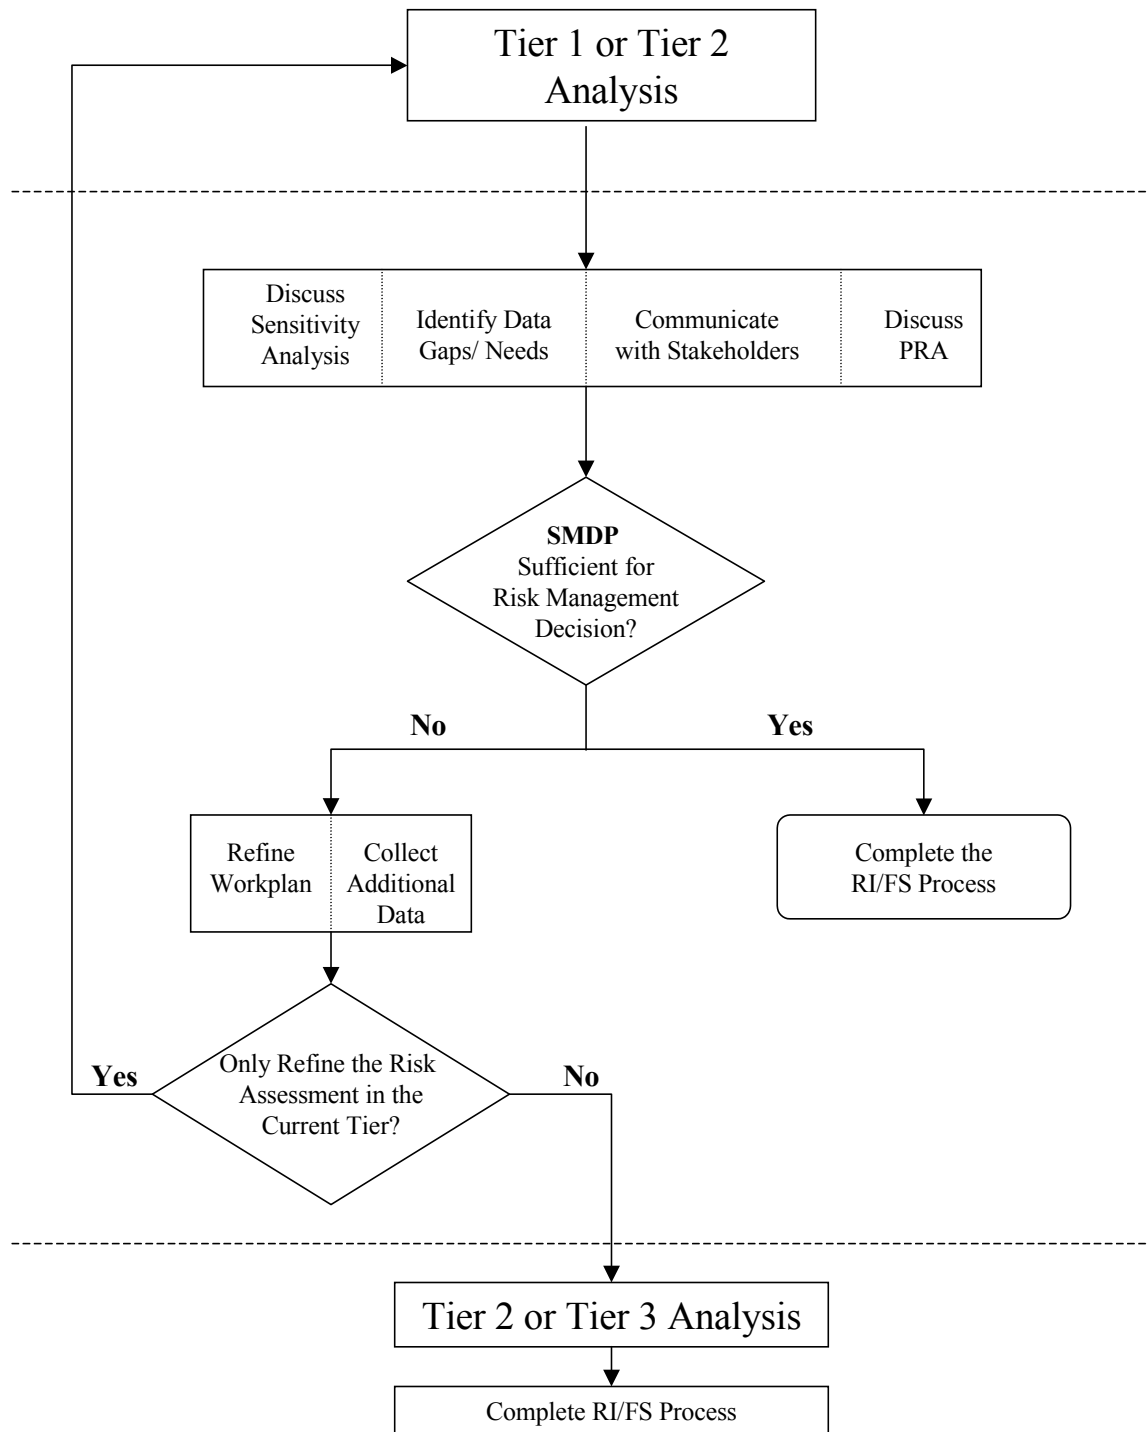 Tier 1 or Tier 2
Analysis
Discuss
Sensitivity
Analysis
Identify Data
Gaps/ Needs
Communicate
with Stakeholders
Discuss
PRA
SMDP
Sufficient for
Risk Management
Decision?
No
Yes
Refine
Workplan
Collect
Additional
Data
Complete the
RI/FS Process
Only Refine the Risk
Assessment in the
Current Tier?
Yes
No
Tier 2 or Tier 3 Analysis
Complete RI/FS Process